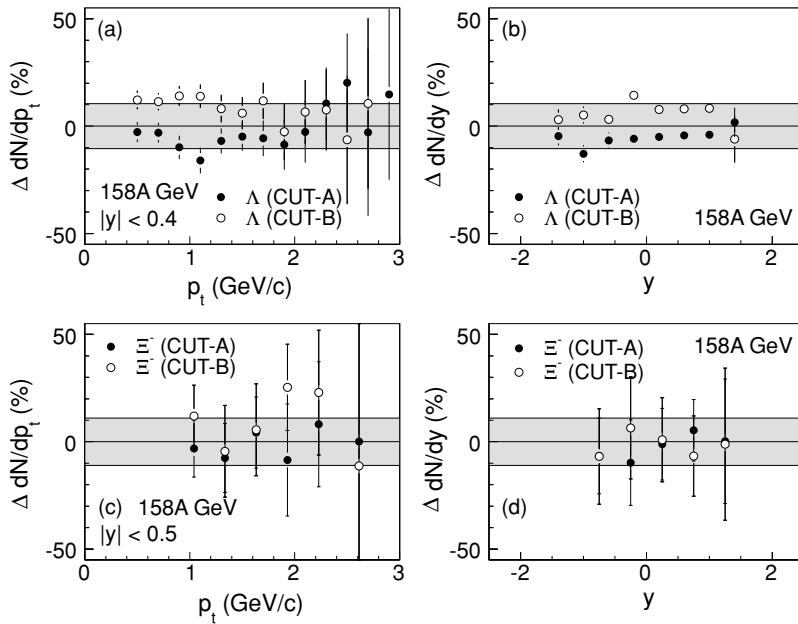 (a)
50
0
-50
Δ dN/dp_t (%)
158A GeV
|y| < 0.4
Λ (CUT-A)
Λ (CUT-B)
0 1 2 3
p_t (GeV/c)
(b)
50
0
-50
Δ dN/dy (%)
Λ (CUT-A)
Λ (CUT-B)
158A GeV
-2 0 2
y
50
0
-50
Δ dN/dp_t (%)
Ξ⁻ (CUT-A)
Ξ⁻ (CUT-B)
(c) 158A GeV
|y| < 0.5
0 1 2 3
p_t (GeV/c)
50
0
-50
Δ dN/dy (%)
Ξ⁻ (CUT-A) 158A GeV
Ξ⁻ (CUT-B)
(d)
-2 0 2
y